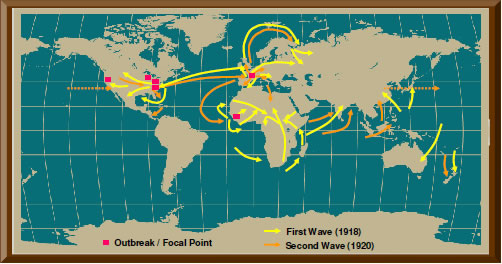 First Wave (1918)
Outbreak / Focal Point
Second Wave (1920)